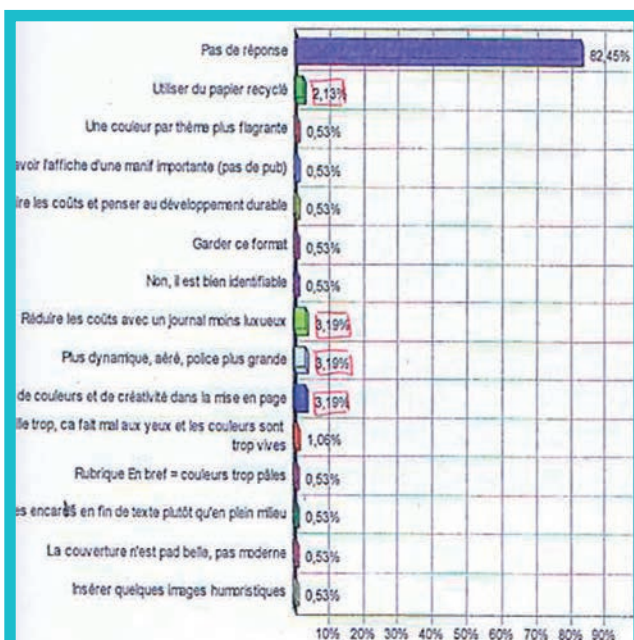 Pas de réponse
82,45%
Utiliser du papier recyclé
2,13%
Une couleur par thème plus flagrante
0,53%
avoir l'affiche d'une manif importante (pas de pub)
0,53%
ire les coûts et penser au développement durable
0,53%
Garder ce format
0,53%
Non, il est bien identifiable
0,53%
Réduire les coûts avec un journal moins luxueux
3,19%
Plus dynamique, aéré, police plus grande
3,19%
de couleurs et de créativité dans la mise en page
3,19%
lle trop, ca fait mal aux yeux et les couleurs sont
trop vives
1,06%
Rubrique En bref = couleurs trop pâles
0,53%
es encarés en fin de texte plutôt qu'en plein milieu
0,53%
La couverture n'est pad belle, pas moderne
0,53%
Insérer quelques images humoristiques
0,53%
10% 20% 30% 40% 50% 60% 70% 80% 90%